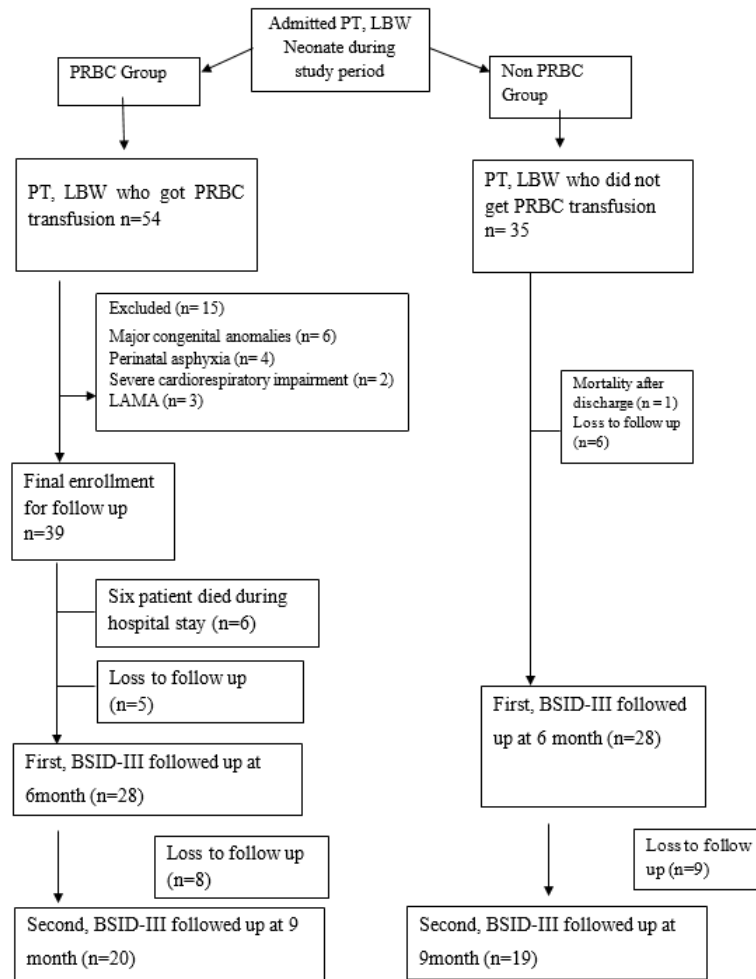 Admitted PT, LBW
Neonate during
study period
PRBC Group
Non PRBC
Group
PT, LBW who got PRBC
transfusion n=54
PT, LBW who did not
get PRBC transfusion
n= 35
Excluded (n= 15)
Major congenital anomalies (n= 6)
Perinatal asphyxia (n= 4)
Severe cardiorespiratory impairment (n= 2)
LAMA (n= 3)
Mortality after
discharge (n = 1)
Loss to follow up
(n=6)
Final enrollment
for follow up
n=39
Six patient died during
hospital stay (n=6)
Loss to follow up
(n=5)
First, BSID-III followed
up at 6 month (n=28)
First, BSID-III followed up at
6month (n=28)
Loss to follow up
(n=8)
Loss to follow
up (n=9)
Second, BSID-III followed up at 9
month (n=20)
Second, BSID-III followed up at
9month (n=19)